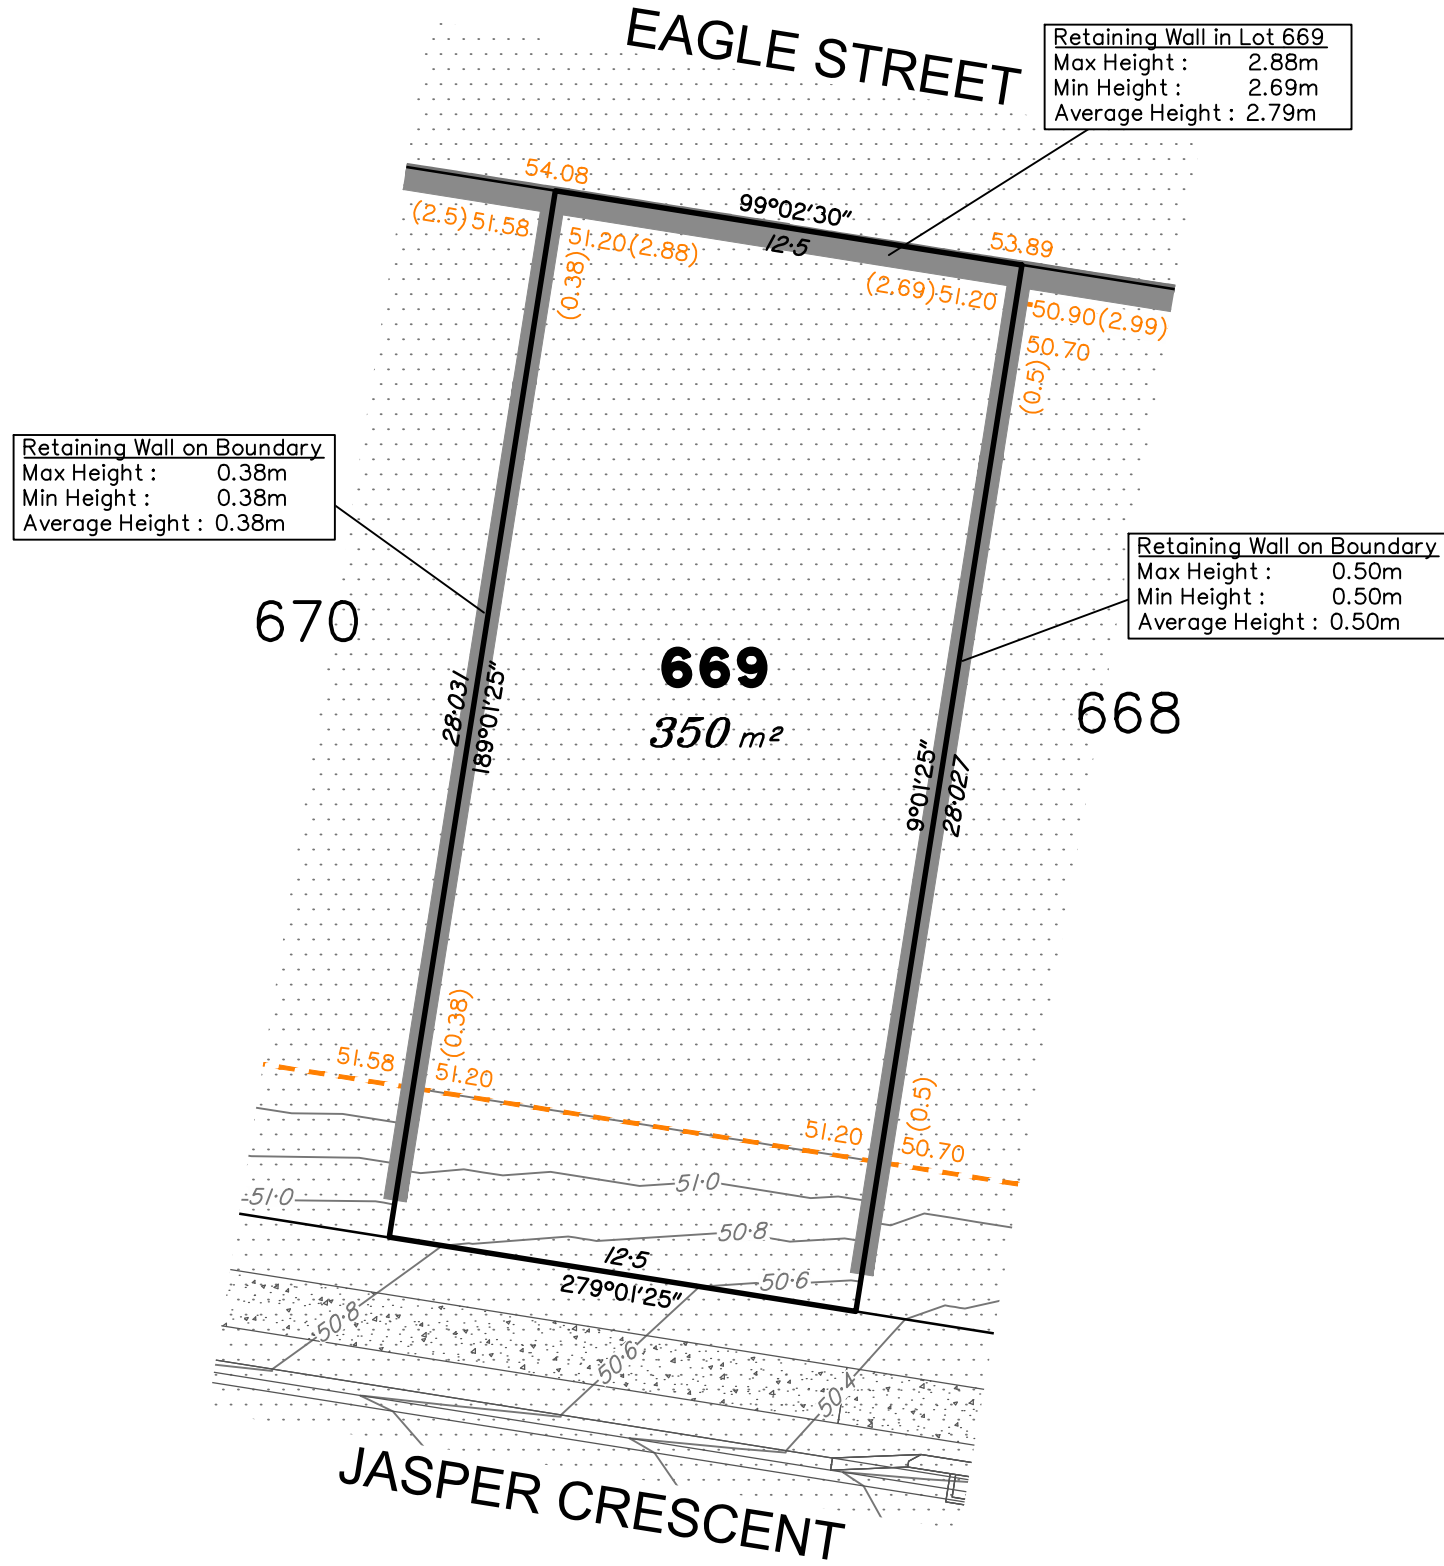 EAGLE STREET
Retaining Wall in Lot 669
Max Height : 2.88m
Min Height : 2.69m
Average Height : 2.79m
54.08
99°02'30"
12·5
53.89
(2.5) 51.58
51.20 (2.88)
(0.38)
(2.69) 51.20
50.90 (2.99)
50.70
(0.5)
Retaining Wall on Boundary
Max Height : 0.38m
Min Height : 0.38m
Average Height : 0.38m
Retaining Wall on Boundary
Max Height : 0.50m
Min Height : 0.50m
Average Height : 0.50m
670
669
350 m²
668
28·031
189°01'25"
9°01'25"
28·027
(0.38)
51.58
51.20
(0.5)
51.20
50.70
51·0
51·0
50·8
50·6
12·5
279°01'25"
50·8
50·6
50·4
JASPER CRESCENT